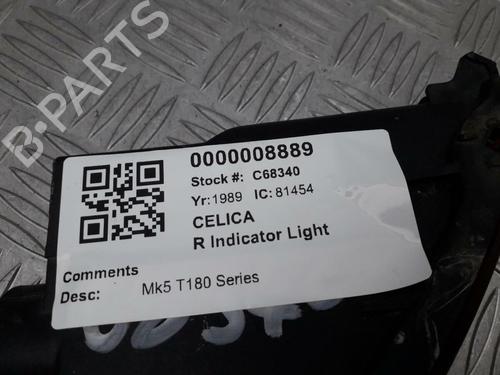 B-PARTS
0000008889
Stock #: C68340
Yr:1989 IC:81454
CELICA
R Indicator Light
Comments
Desc: Mk5 T180 Series